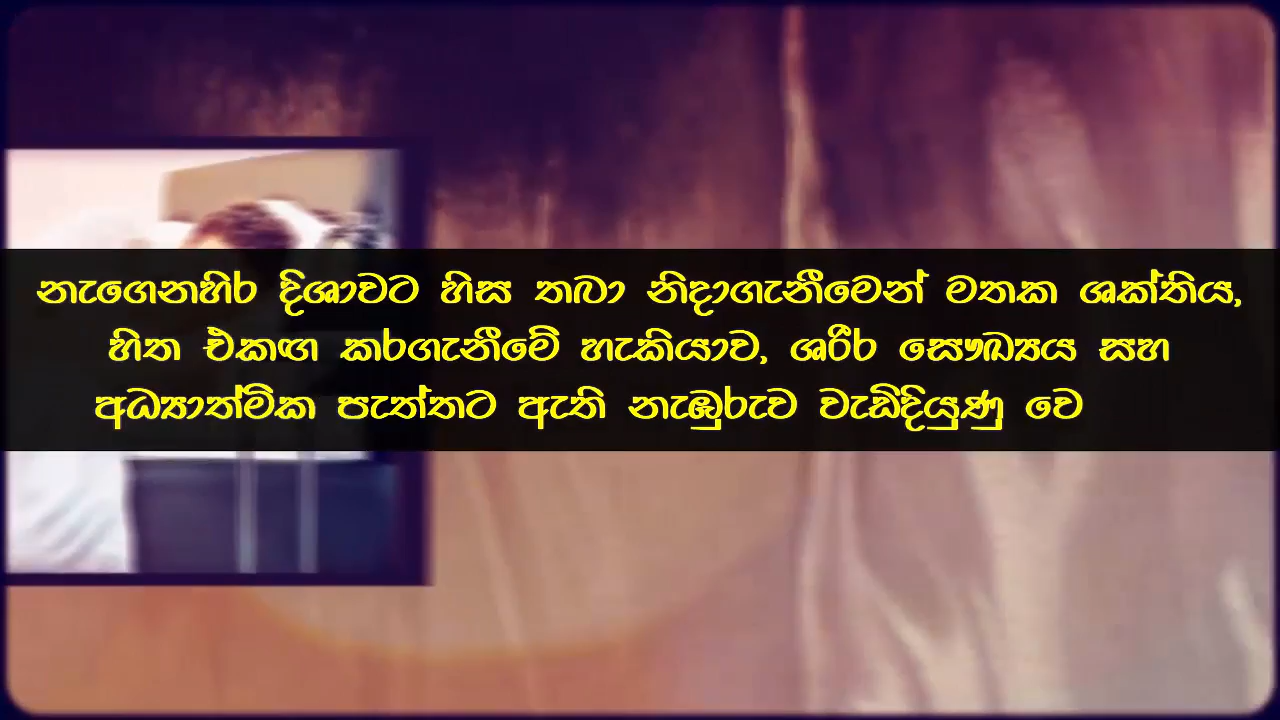 නැගෙනහිර දිශාවට හිස තබා නිදාගැනීමෙන් මතක ශක්තිය,
හිත එකඟ කරගැනීමේ හැකියාව, ශරීර සෞඛ්‍යය සහ
අධ්‍යාත්මික පැත්තට ඇති නැඹුරුව වැඩිදියුණු වෙ